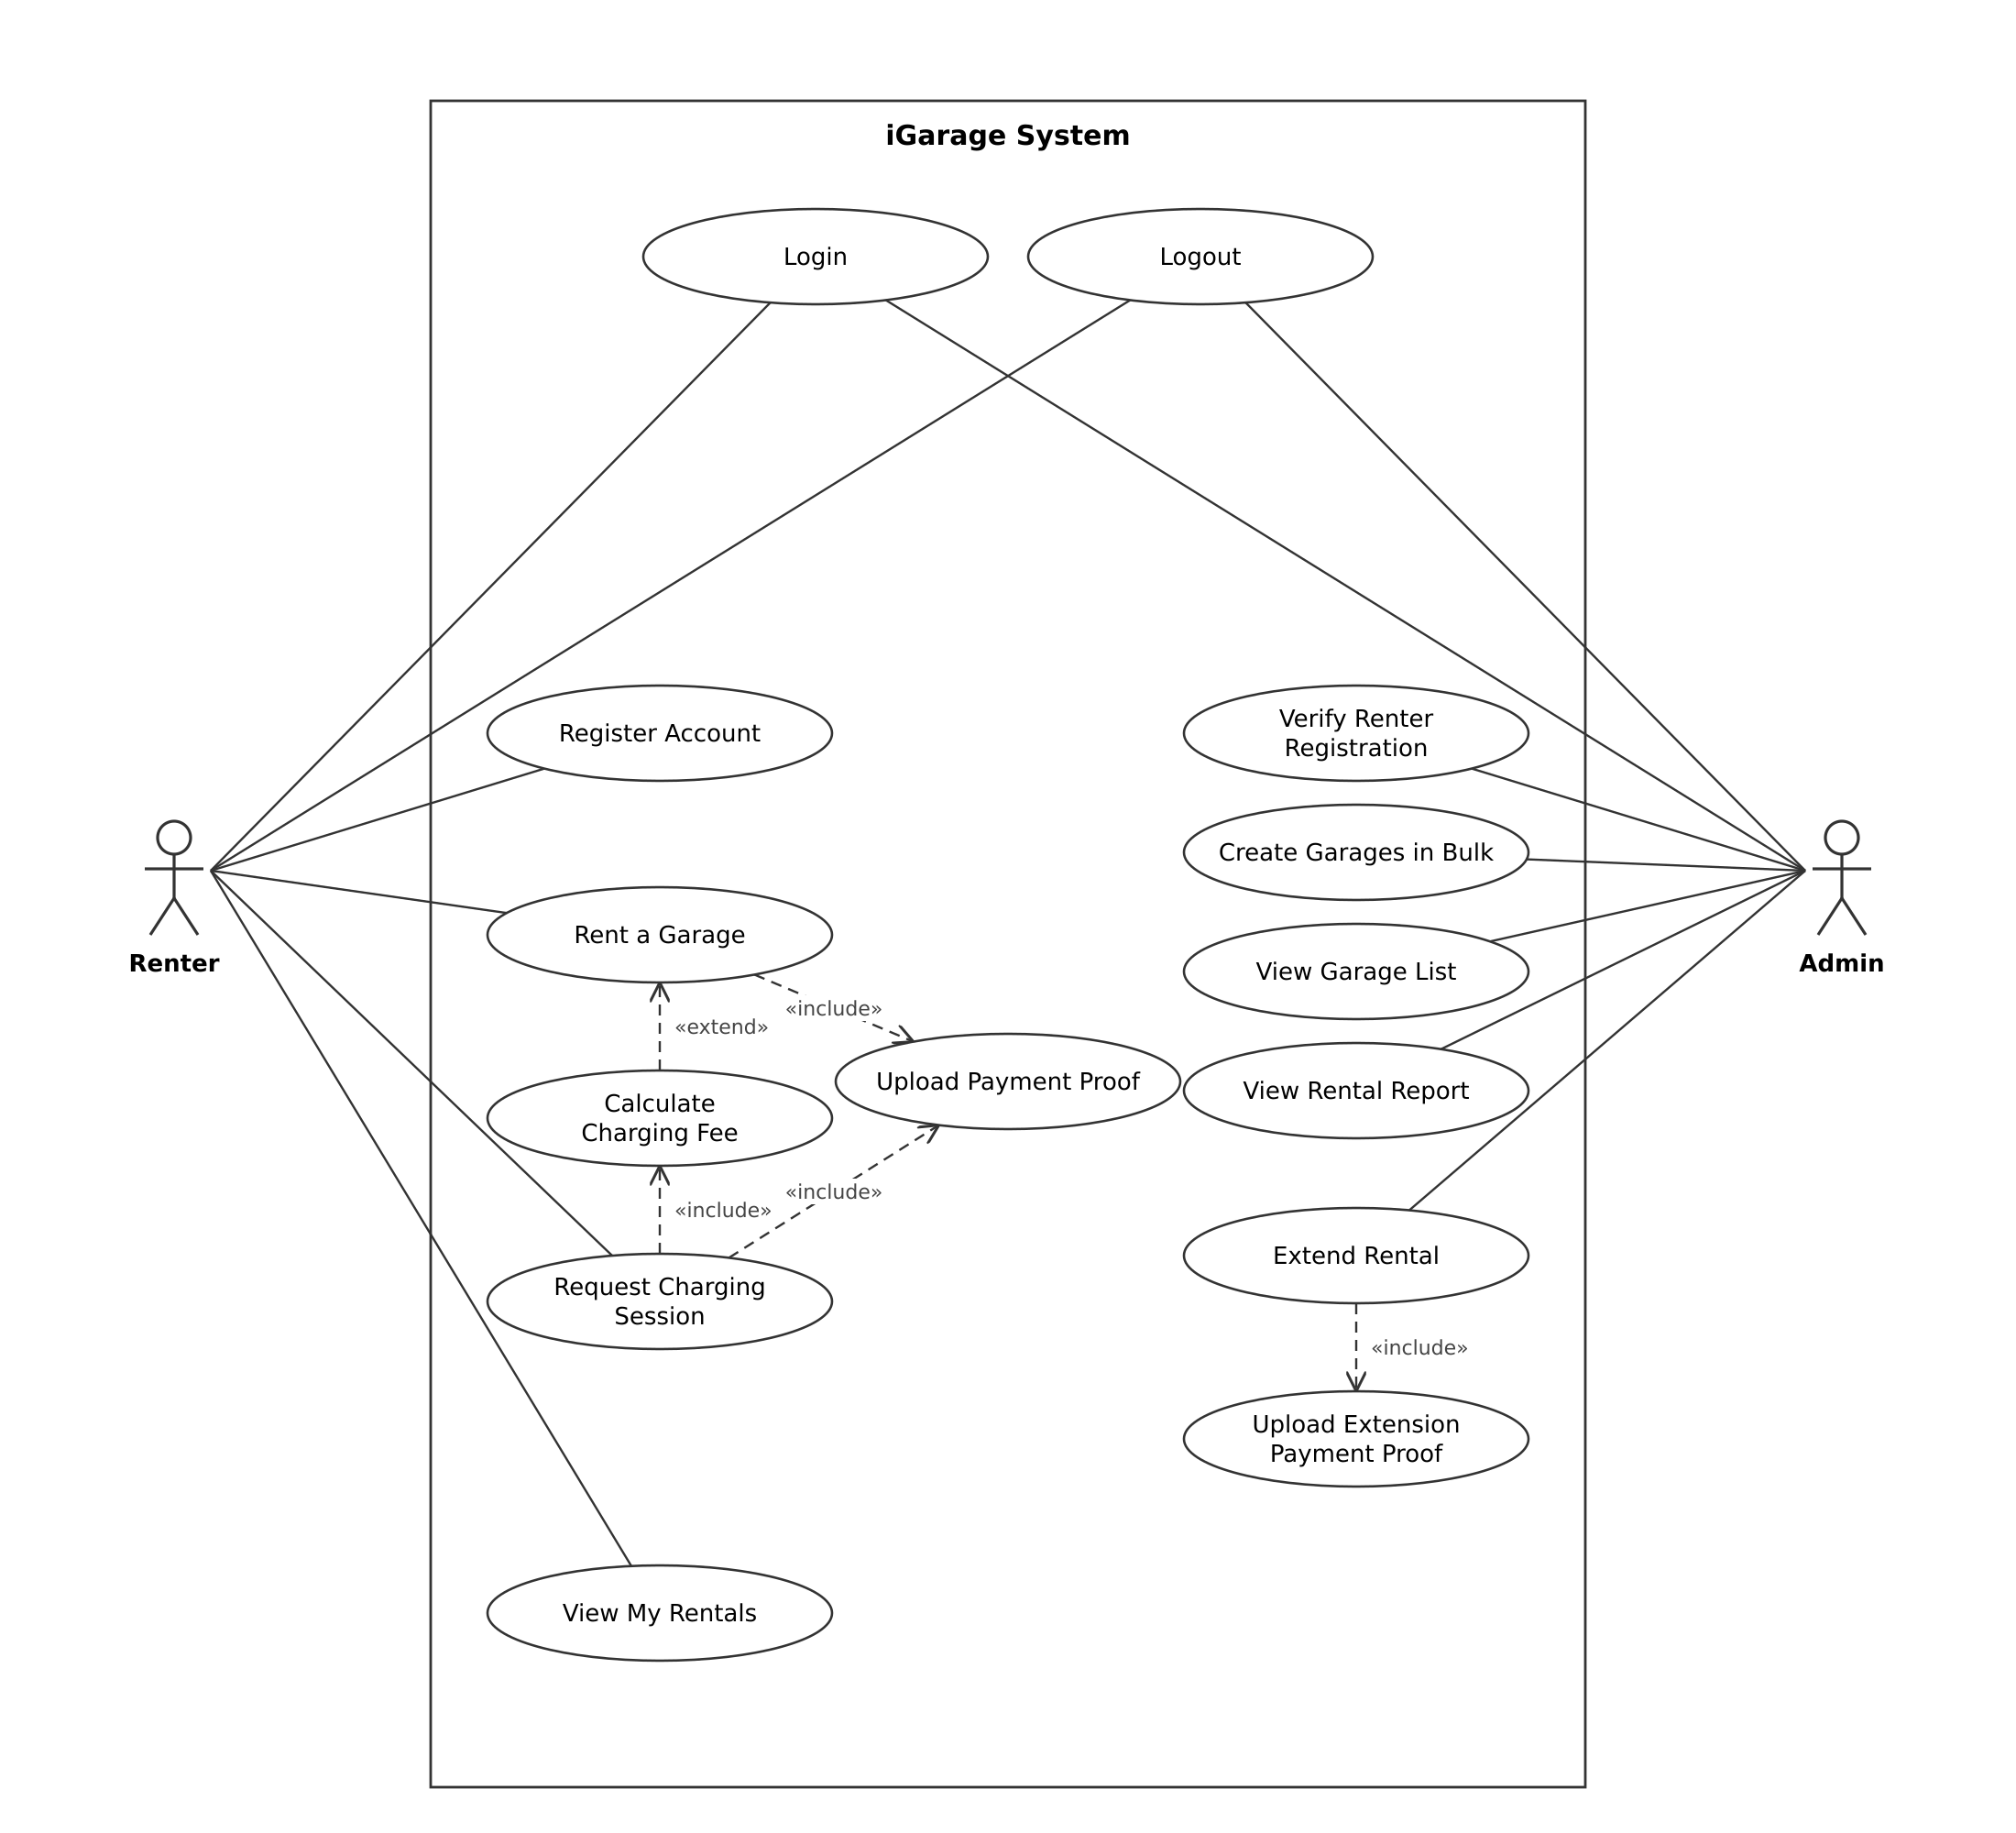 iGarage System
Login
Logout
Register Account
Verify Renter
Registration
Create Garages in Bulk
Renter
Rent a Garage
Admin
View Garage List
«include»
«extend»
Upload Payment Proof
View Rental Report
Calculate
Charging Fee
«include»
«include»
Extend Rental
Request Charging
Session
«include»
Upload Extension
Payment Proof
View My Rentals